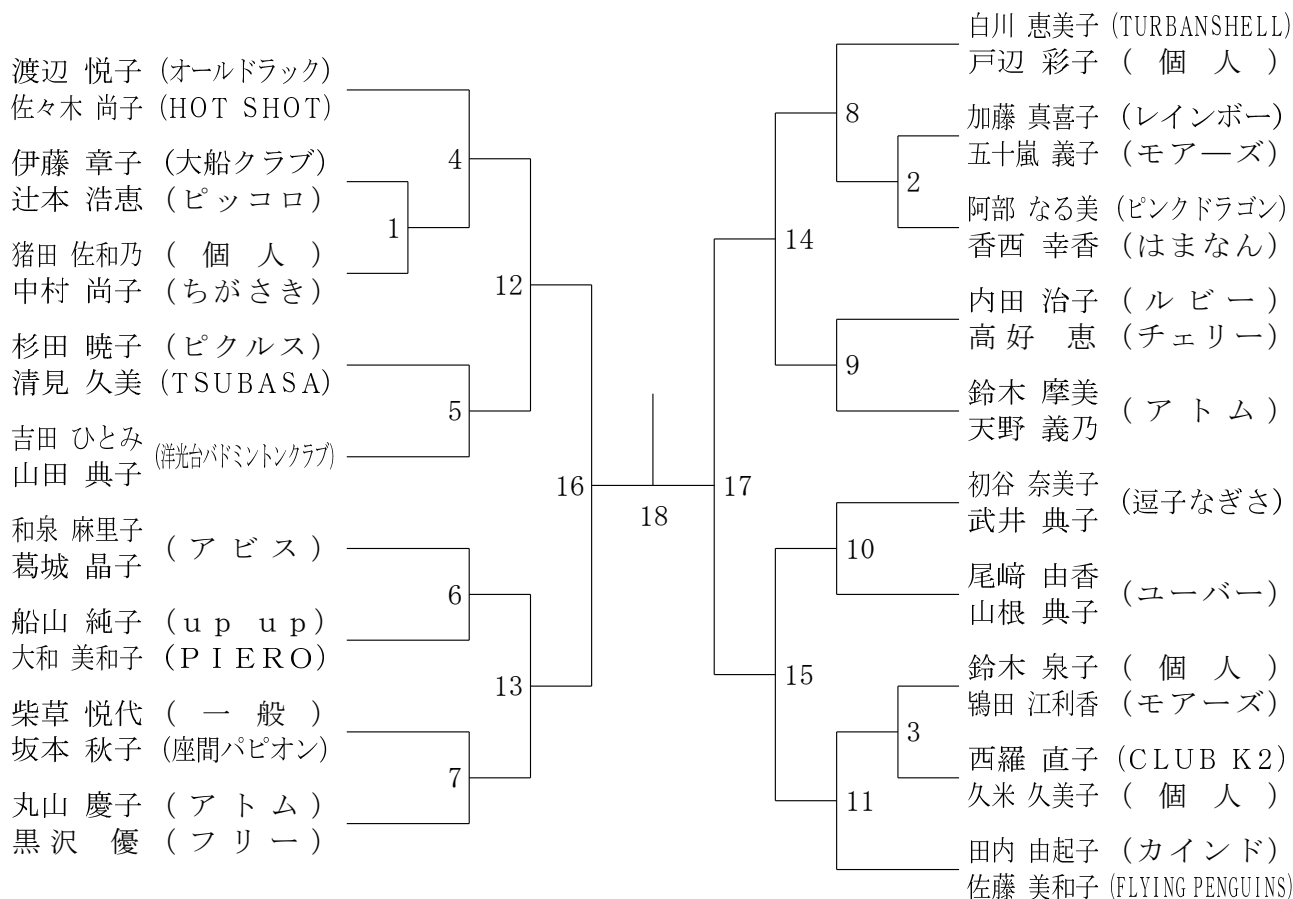 渡辺 悦子 (オールドラック)
佐々木 尚子 (HOT SHOT)
伊藤 章子 (大船クラブ)
辻本 浩恵 (ピッコロ)
猪田 佐和乃 ( 個 人 )
中村 尚子 (ちがさき)
杉田 暁子 (ピクルス)
清見 久美 (TSUBASA)
吉田 ひとみ
山田 典子
(洋光台バドミントンクラブ)
和泉 麻里子
葛城 晶子
( ア ビ ス )
船山 純子 (up up)
大和 美和子 (PIERO)
柴草 悦代 ( 一 般 )
坂本 秋子 (座間パピオン)
丸山 慶子 ( ア ト ム )
黒沢 優 ( フ リ ー )
4
1
12
5
16
6
13
7
18
17
14
8
2
9
10
15
3
11
白川 恵美子 (TURBANSHELL)
戸辺 彩子 ( 個 人 )
加藤 真喜子 (レインボー)
五十嵐 義子 (モアーズ)
阿部 なる美 (ピンクドラゴン)
香西 幸香 (はまなん)
内田 治子 ( ル ビ ー )
高好 恵 (チェリー)
鈴木 摩美
天野 義乃
( ア ト ム )
初谷 奈美子
武井 典子
(逗子なぎさ)
尾﨑 由香
山根 典子
(ユーバー)
鈴木 泉子 ( 個 人 )
鴇田 江利香 (モアーズ)
西羅 直子 (CLUB K2)
久米 久美子 ( 個 人 )
田内 由起子 (カインド)
佐藤 美和子 (FLYING PENGUINS)